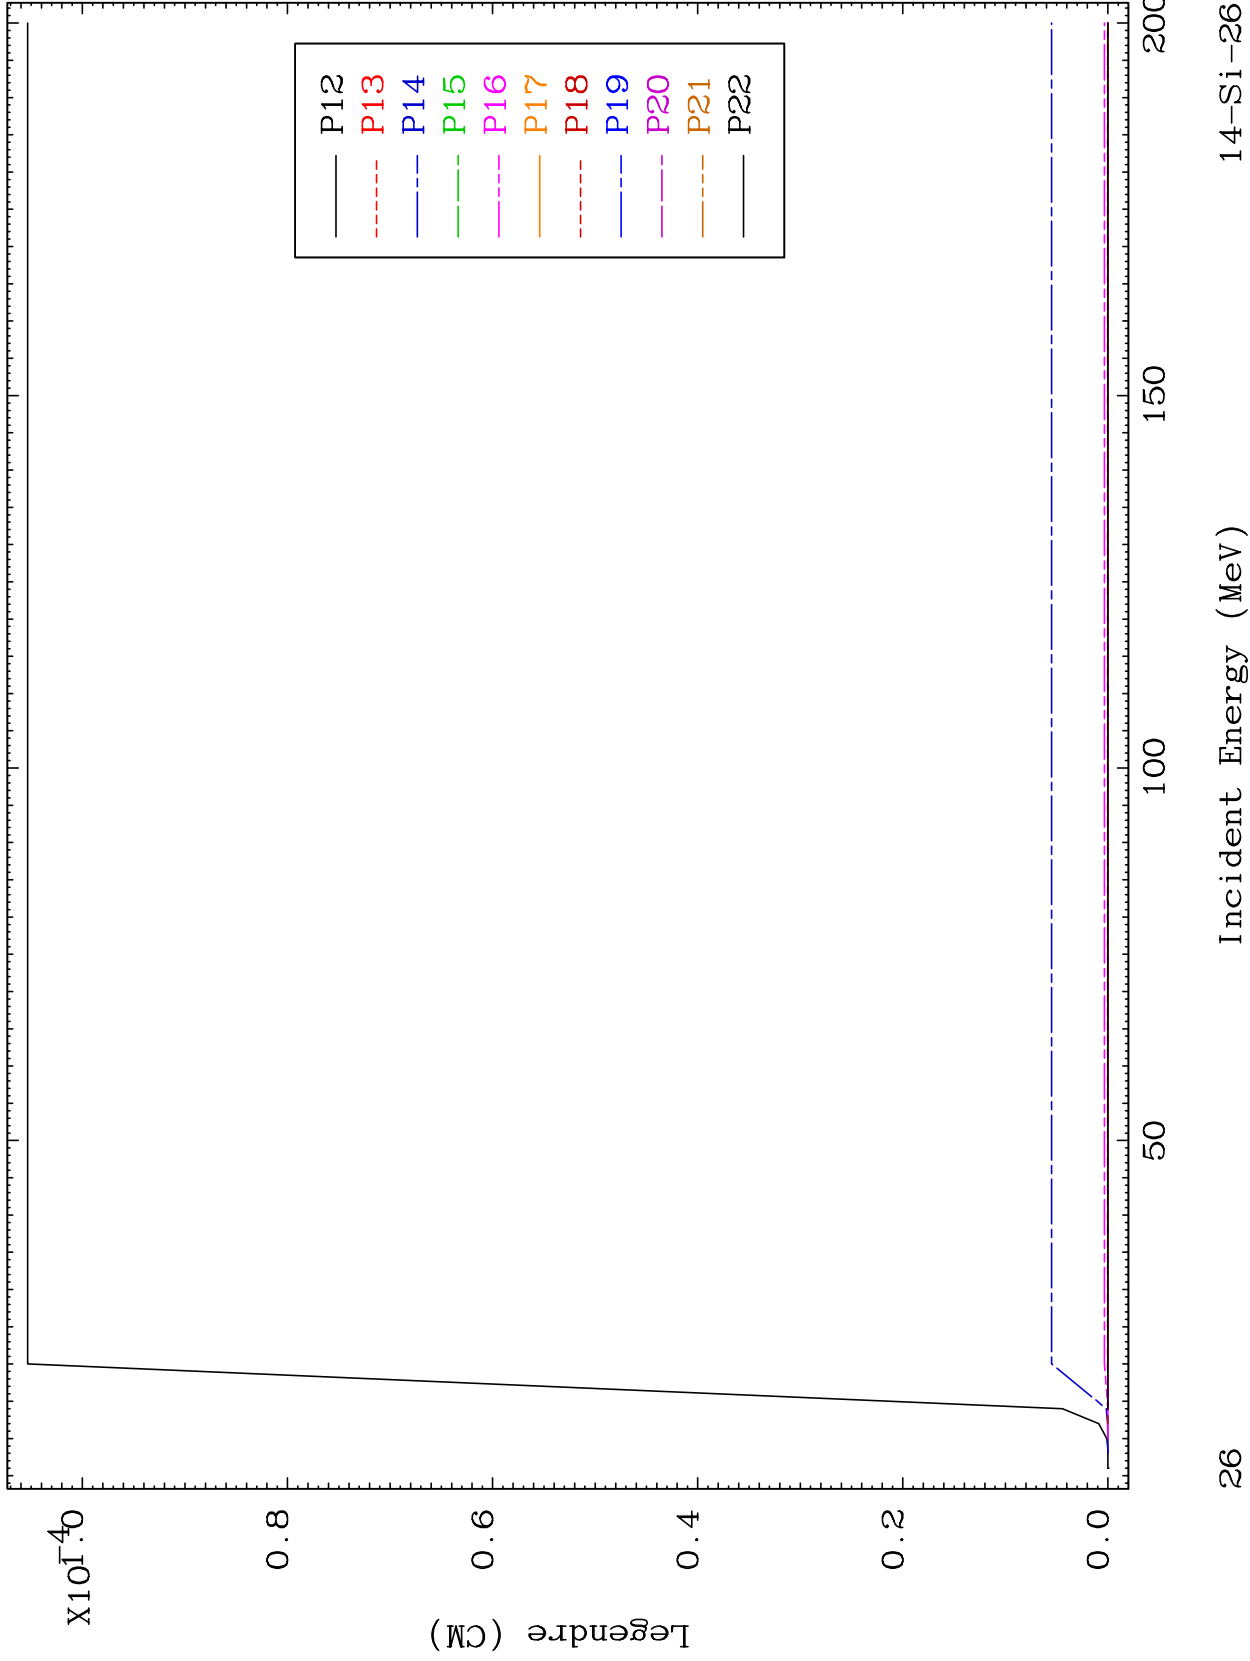 X10-4
1.0
0.8
0.6
0.4
0.2
0.0
Legendre (CM)
P12
P13
P14
P15
P16
P17
P18
P19
P20
P21
P22
50
100
150
200
Incident Energy (MeV)
26
14-Si-26